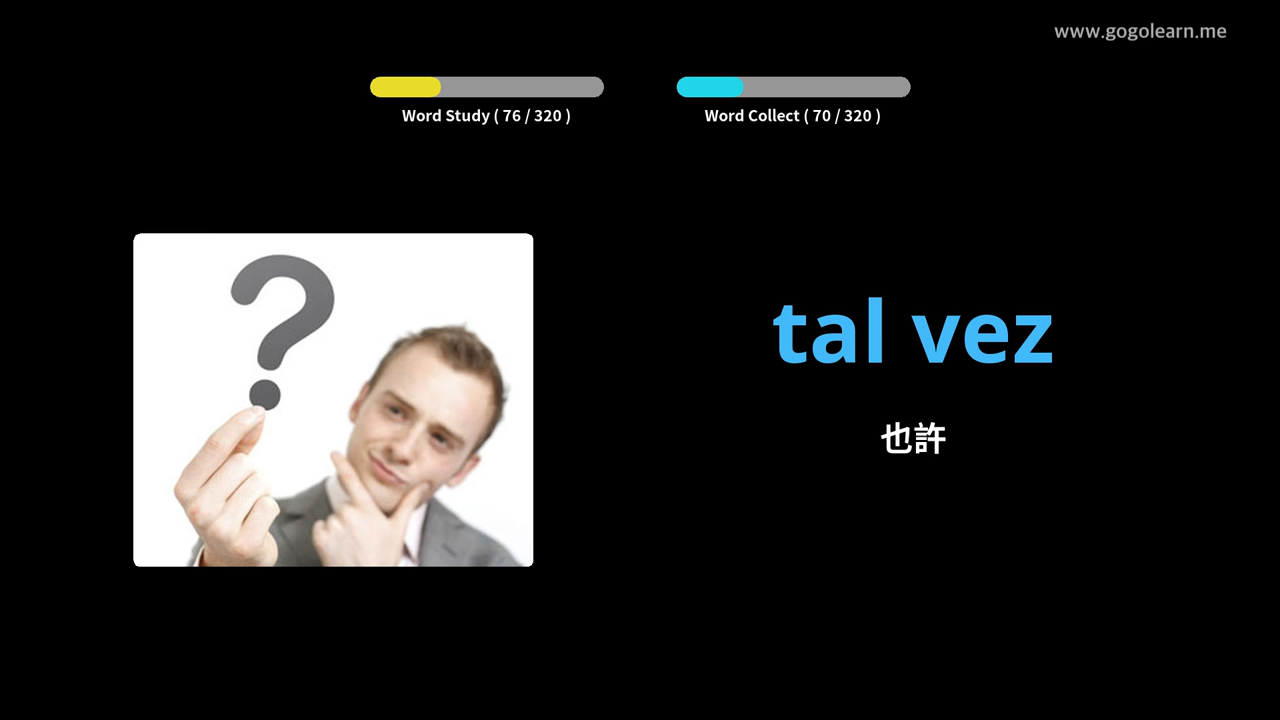 www.gogolearn.me
Word Study ( 76 / 320 )
Word Collect ( 70 / 320 )
?
tal vez
也許